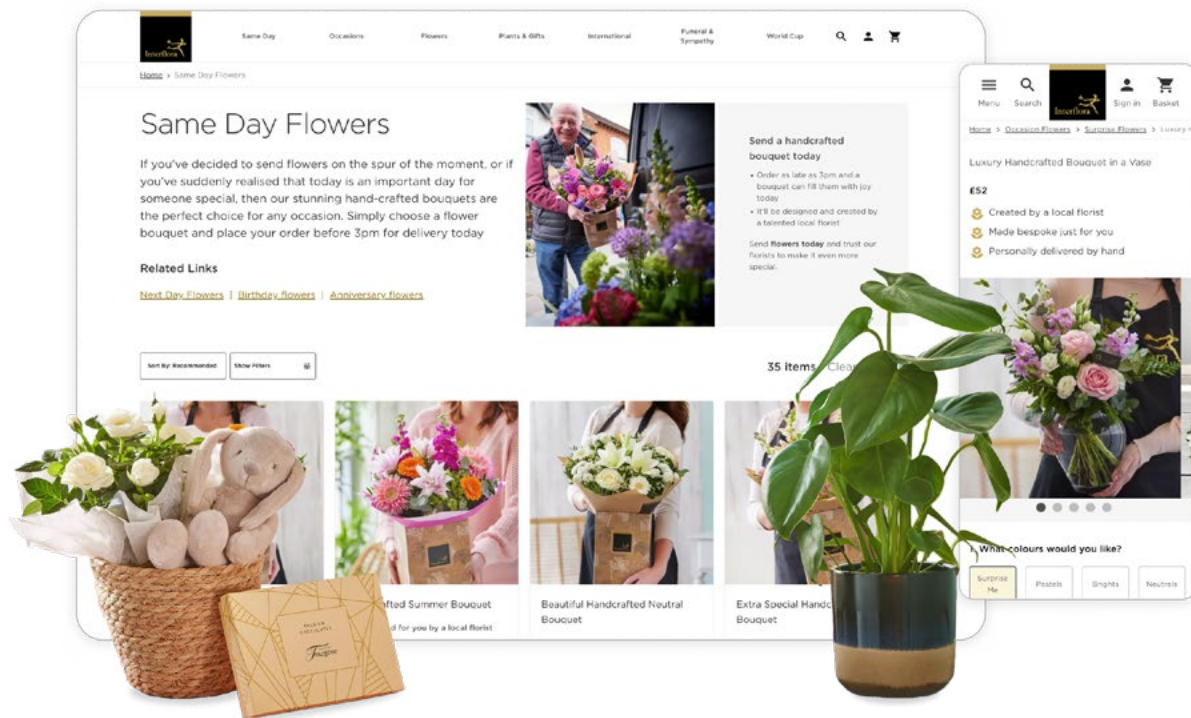 Interflora
Same Day
Occasions
Flowers
Plants & Gifts
International
Funeral &
Sympathy
World Cup
Home > Same Day Flowers
Same Day Flowers
If you've decided to send flowers on the spur of the moment, or if
you've suddenly realised that today is an important day for
someone special, then our stunning hand-crafted bouquets are
the perfect choice for any occasion. Simply choose a flower
bouquet and place your order before 3pm for delivery today
Related Links
Next Day Flowers | Birthday flowers | Anniversary flowers
Send a handcrafted
bouquet today
• Order as late as 3pm and a
bouquet can fill them with joy
today
• It'll be designed and created by
a talented local florist
Send flowers today and trust our
florists to make it even more
special.
Sort By: Recommended
Show Filters
35 items
Clea
fted Summer Bouquet
d for you by a local florist
Beautiful Handcrafted Neutral
Bouquet
Extra Special Handc
Bouquet
Menu
Search
Interflora
Sign in
Basket
Home > Occasion Flowers > Surprise Flowers > Luxury
Luxury Handcrafted Bouquet in a Vase
£52
Created by a local florist
Made bespoke just for you
Personally delivered by hand
What colours would you like?
Surprise
Me
Pastels
Brights
Neutrals